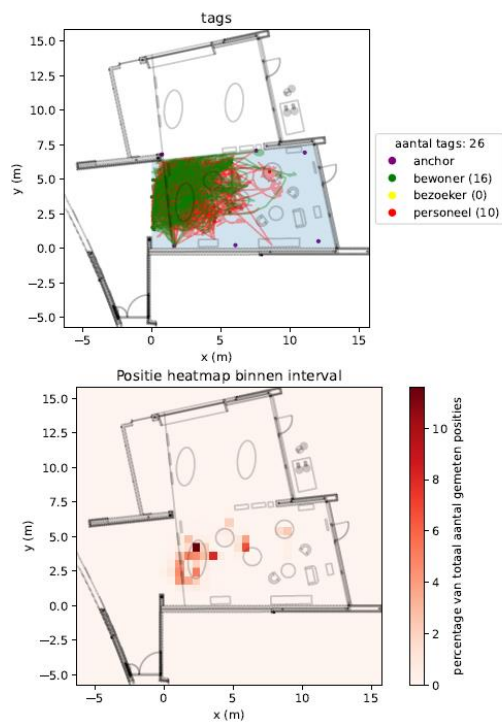 tags
15.0
12.5
10.0
7.5
5.0
2.5
0.0
−2.5
−5.0
y (m)
−5 0 5 10 15
x (m)
aantal tags: 26
anchor
bewoner (16)
bezoeker (0)
personeel (10)
Positie heatmap binnen interval
15.0
12.5
10.0
7.5
5.0
2.5
0.0
−2.5
−5.0
y (m)
−5 0 5 10 15
x (m)
10
8
6
4
2
0
percentage van totaal aantal gemeten posities